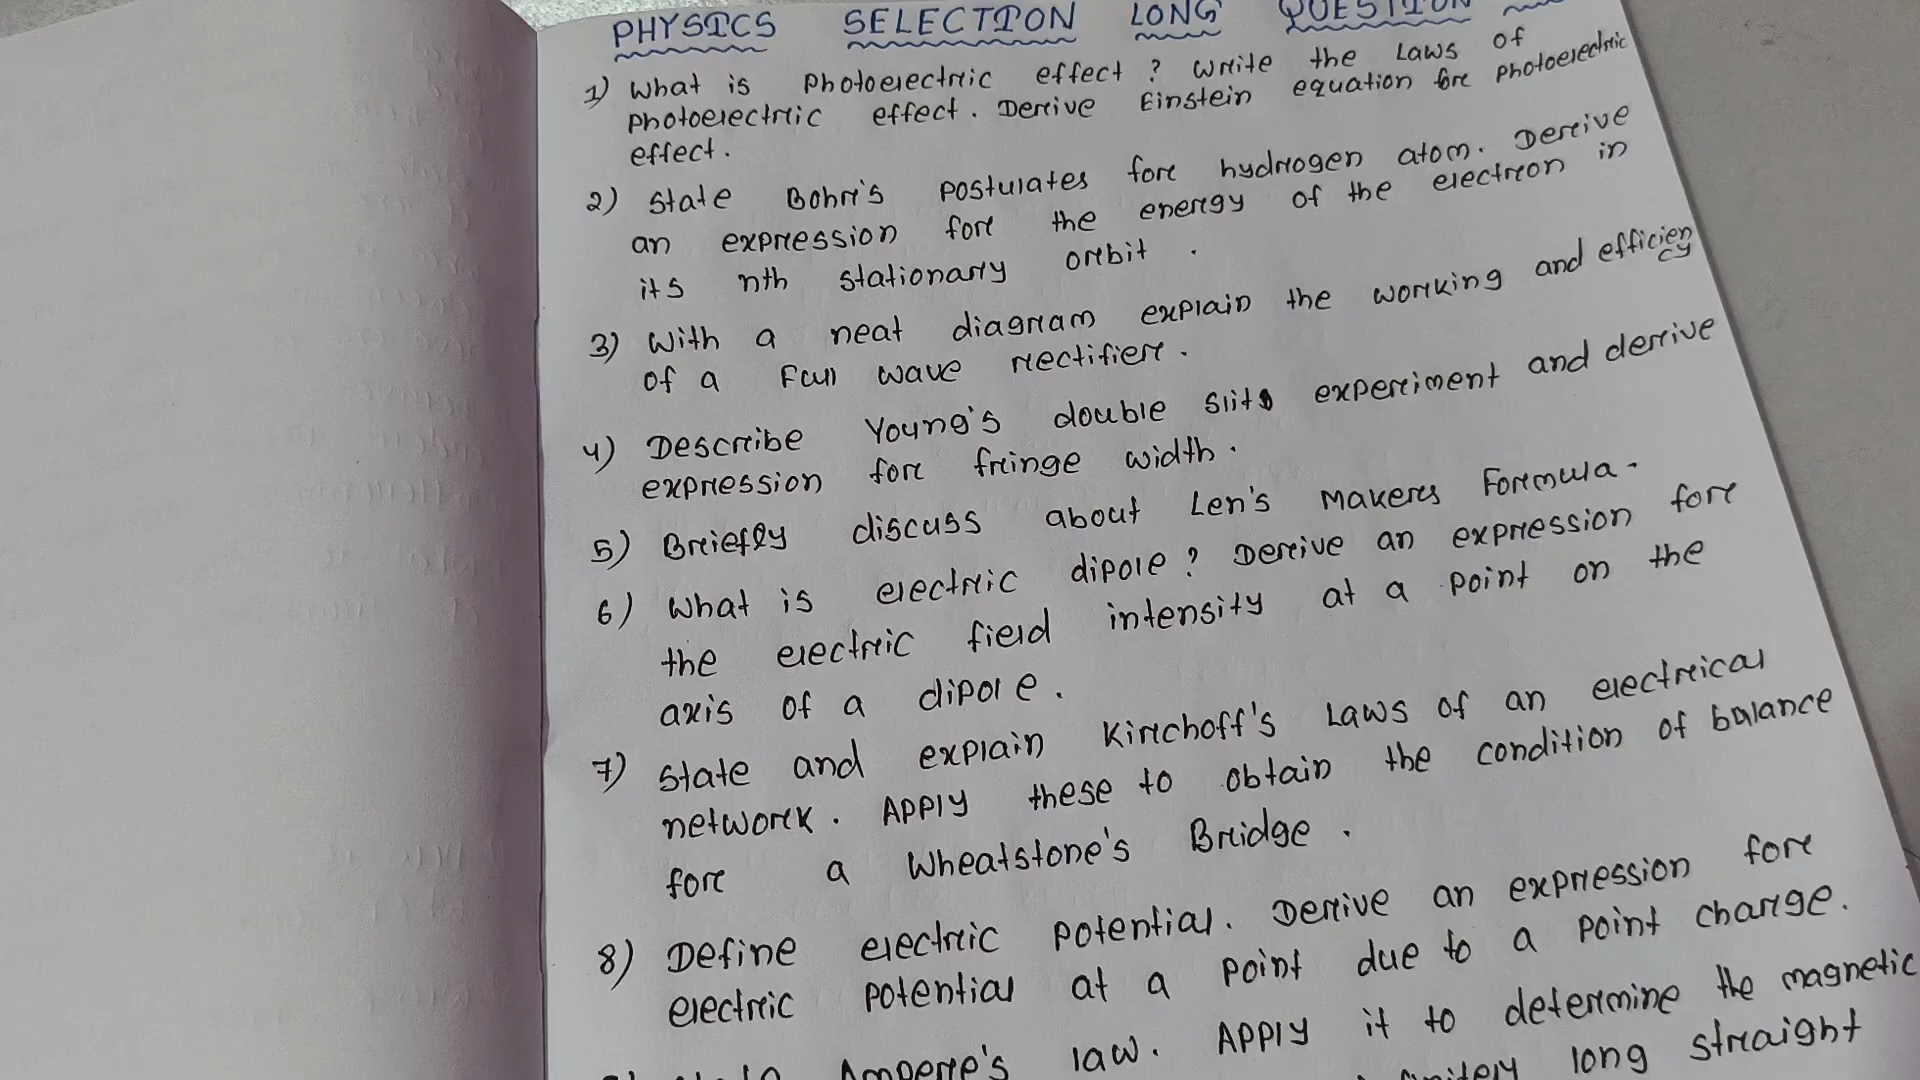 PHYSICS SELECTION LONG QUESTION
1) What is Photoelectric effect ? Write the Laws of
Photoelectric effect. Derive Einstein equation for Photoelectric
effect.
2) State Bohr's Postulates for hydrogen atom. Derive
an expression for the energy of the electron in
its nth stationary orbit.
3) With a neat diagram explain the working and efficiency
of a Full wave rectifier.
4) Describe Young's double slits experiment and derive
expression for fringe width.
5) Briefly discuss about Len's Makers Formula.
6) What is electric dipole ? Derive an expression for
the electric field intensity at a point on the
axis of a dipole.
7) State and explain Kirchoff's Laws of an electrical
network. Apply these to obtain the condition of balance
for a Wheatstone's Bridge.
8) Define electric potential. Derive an expression for
electric potential at a point due to a point charge.
Ampere's law. Apply it to determine the magnetic
long straight